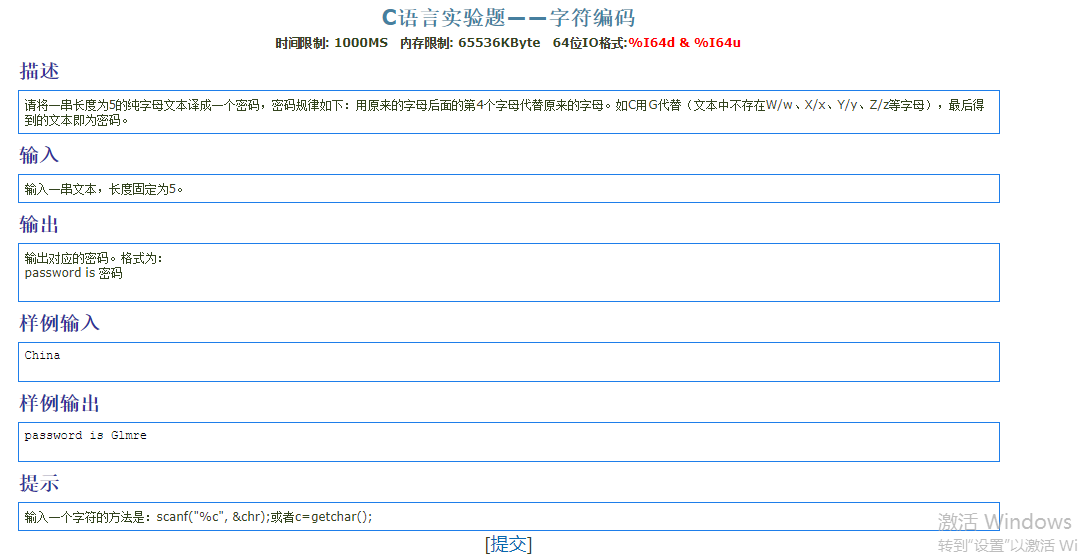 C语言实验题——字符编码
时间限制: 1000MS 内存限制: 65536KByte 64位IO格式:%I64d & %I64u
描述
请将一串长度为5的纯字母文本译成一个密码，密码规律如下：用原来的字母后面的第4个字母代替原来的字母。如C用G代替（文本中不存在W/w、X/x、Y/y、Z/z等字母），最后得
到的文本即为密码。
输入
输入一串文本，长度固定为5。
输出
输出对应的密码。格式为：
password is 密码
样例输入
China
样例输出
password is Glmre
提示
输入一个字符的方法是：scanf("%c", &chr);或者c=getchar();
[提交]
激活 Windows
转到"设置"以激活 Wi